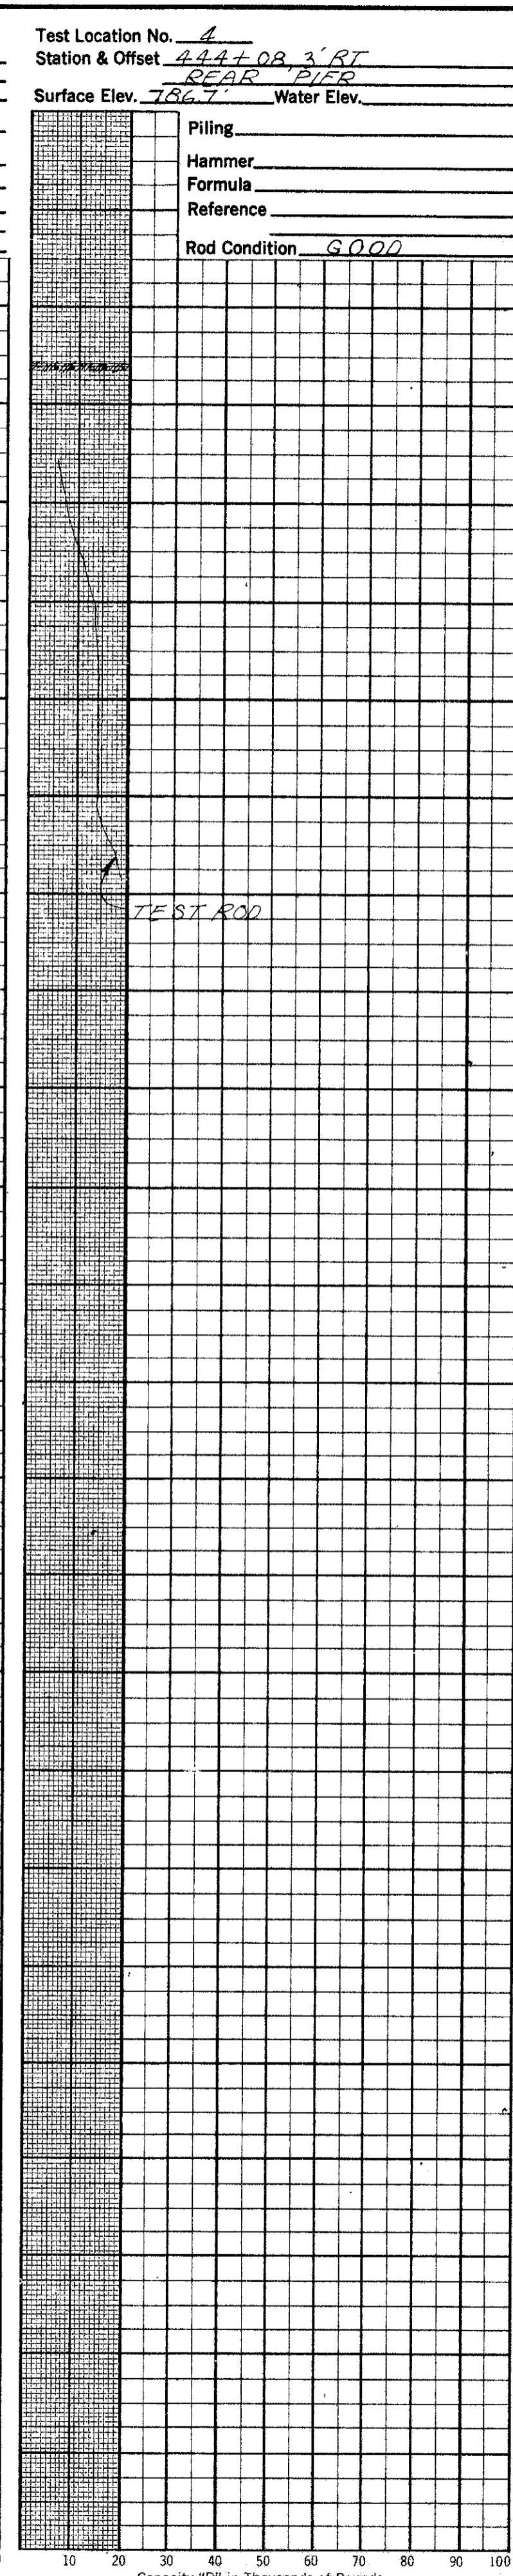 Test Location No. 4
Station & Offset 444+08, 3' RT
REAR PIER
Surface Elev. 786.7' Water Elev.
Piling
Hammer
Formula
Reference
Rod Condition GOOD
TEST ROD
10 20 30 40 50 60 70 80 90 100